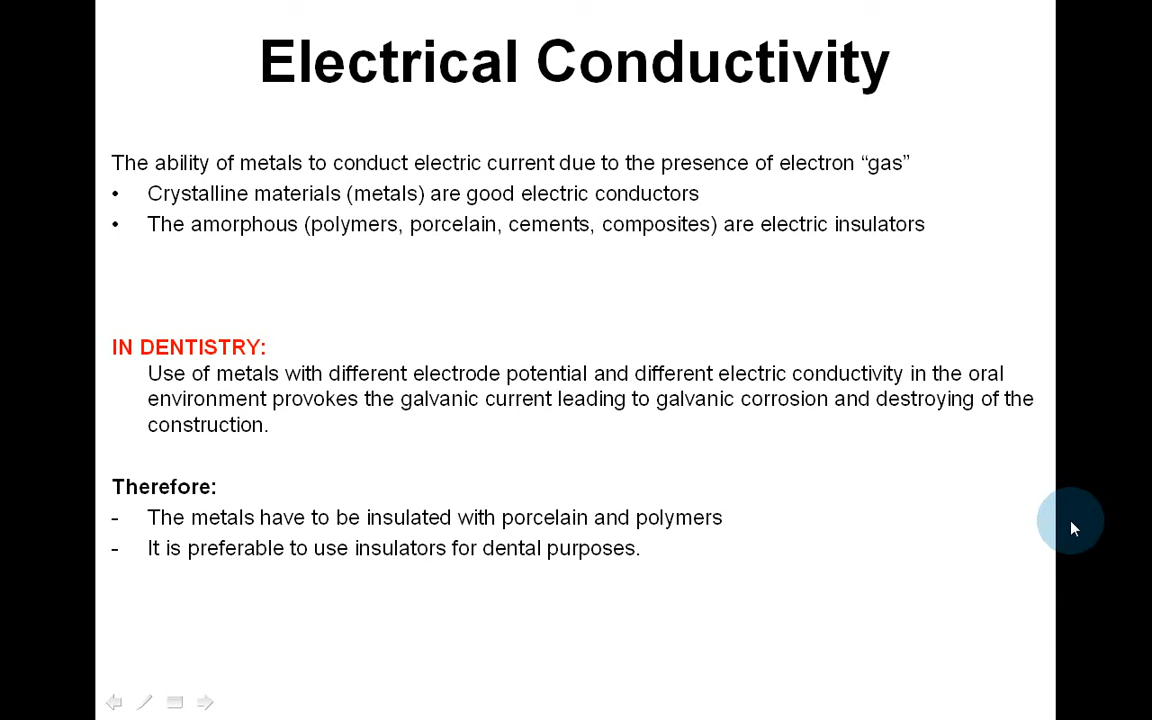 Electrical Conductivity
The ability of metals to conduct electric current due to the presence of electron “gas”
• Crystalline materials (metals) are good electric conductors
• The amorphous (polymers, porcelain, cements, composites) are electric insulators
IN DENTISTRY:
Use of metals with different electrode potential and different electric conductivity in the oral
environment provokes the galvanic current leading to galvanic corrosion and destroying of the
construction.
Therefore:
- The metals have to be insulated with porcelain and polymers
- It is preferable to use insulators for dental purposes.